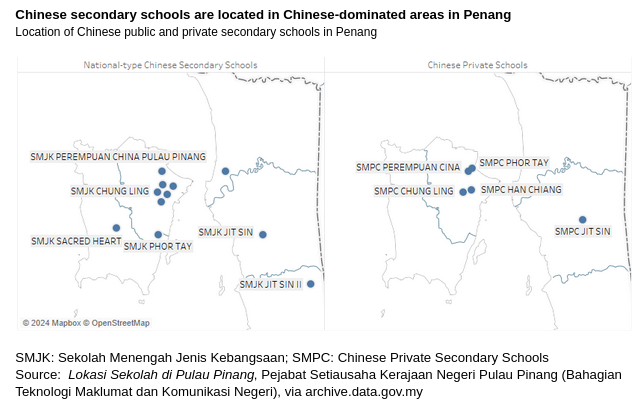 Chinese secondary schools are located in Chinese-dominated areas in Penang
Location of Chinese public and private secondary schools in Penang
National-type Chinese Secondary Schools
Chinese Private Schools
SMJK PEREMPUAN CHINA PULAU PINANG
SMJK CHUNG LING
SMJK SACRED HEART
SMJK PHOR TAY
SMJK JIT SIN
SMJK JIT SIN II
SMPC PHOR TAY
SMPC PEREMPUAN CINA
SMPC CHUNG LING
SMPC HAN CHIANG
SMPC JIT SIN
© 2024 Mapbox © OpenStreetMap
SMJK: Sekolah Menengah Jenis Kebangsaan; SMPC: Chinese Private Secondary Schools
Source: Lokasi Sekolah di Pulau Pinang, Pejabat Setiausaha Kerajaan Negeri Pulau Pinang (Bahagian
Teknologi Maklumat dan Komunikasi Negeri), via archive.data.gov.my